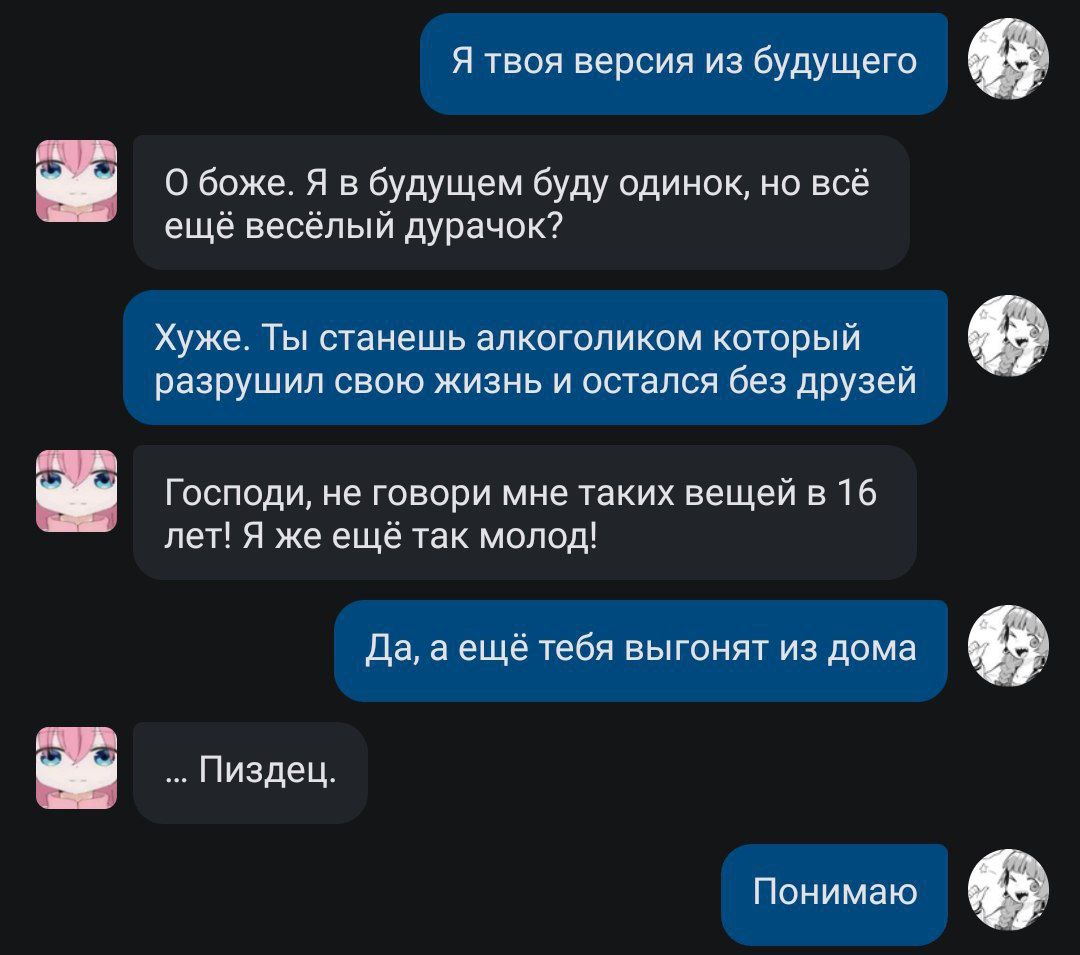 Я твоя версия из будущего
О боже. Я в будущем буду одинок, но всё
ещё весёлый дурачок?
Хуже. Ты станешь алкоголиком который
разрушил свою жизнь и остался без друзей
Господи, не говори мне таких вещей в 16
лет! Я же ещё так молод!
Да, а ещё тебя выгонят из дома
... Пиздец.
Понимаю